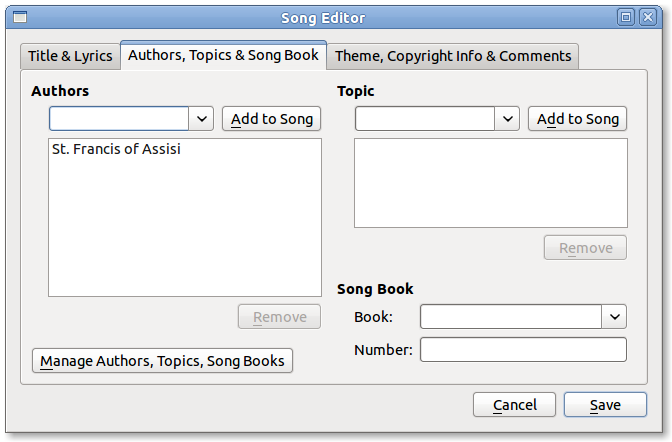 Song Editor
Title & Lyrics
Authors, Topics & Song Book
Theme, Copyright Info & Comments
Authors
Add to Song
St. Francis of Assisi
Remove
Manage Authors, Topics, Song Books
Topic
Add to Song
Remove
Song Book
Book:
Number:
Cancel
Save